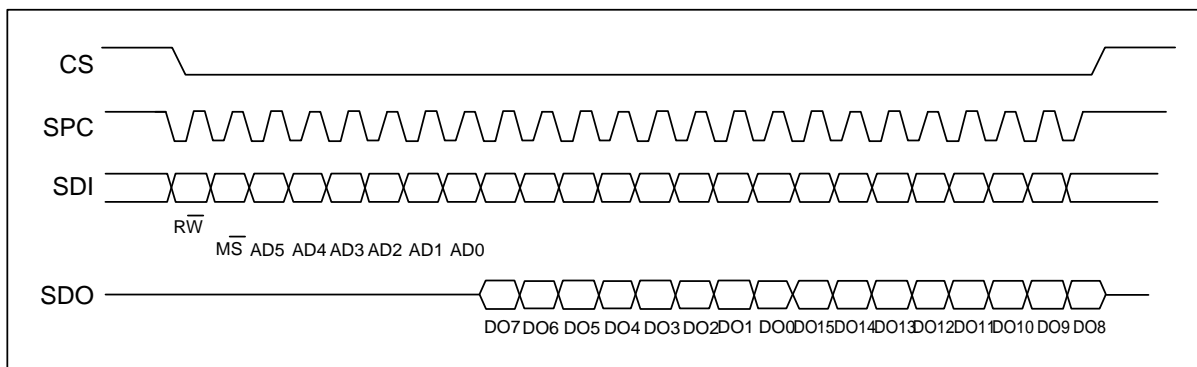 CS
SPC
SDI
RW̅
MS̅ AD5 AD4 AD3 AD2 AD1 AD0
SDO
DO7 DO6 DO5 DO4 DO3 DO2 DO1 DO0 DO15 DO14 DO13 DO12 DO11 DO10 DO9 DO8